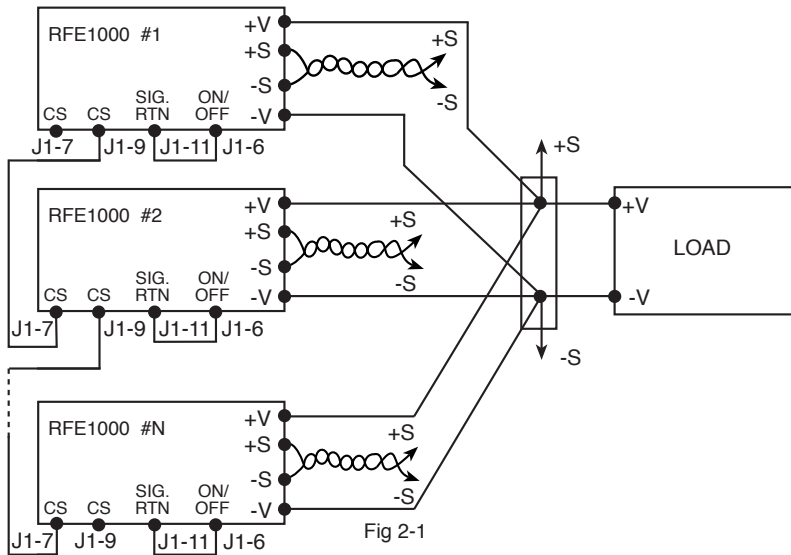 RFE1000 #1
+V
+S
-S
-V
CS
CS
SIG.
RTN
ON/
OFF
J1-7
J1-9
J1-11
J1-6
+S
-S
RFE1000 #2
+V
+S
-S
-V
CS
CS
SIG.
RTN
ON/
OFF
J1-7
J1-9
J1-11
J1-6
+S
-S
RFE1000 #N
+V
+S
-S
-V
CS
CS
SIG.
RTN
ON/
OFF
J1-7
J1-9
J1-11
J1-6
+S
-S
+S
-S
+V
LOAD
-V
Fig 2-1